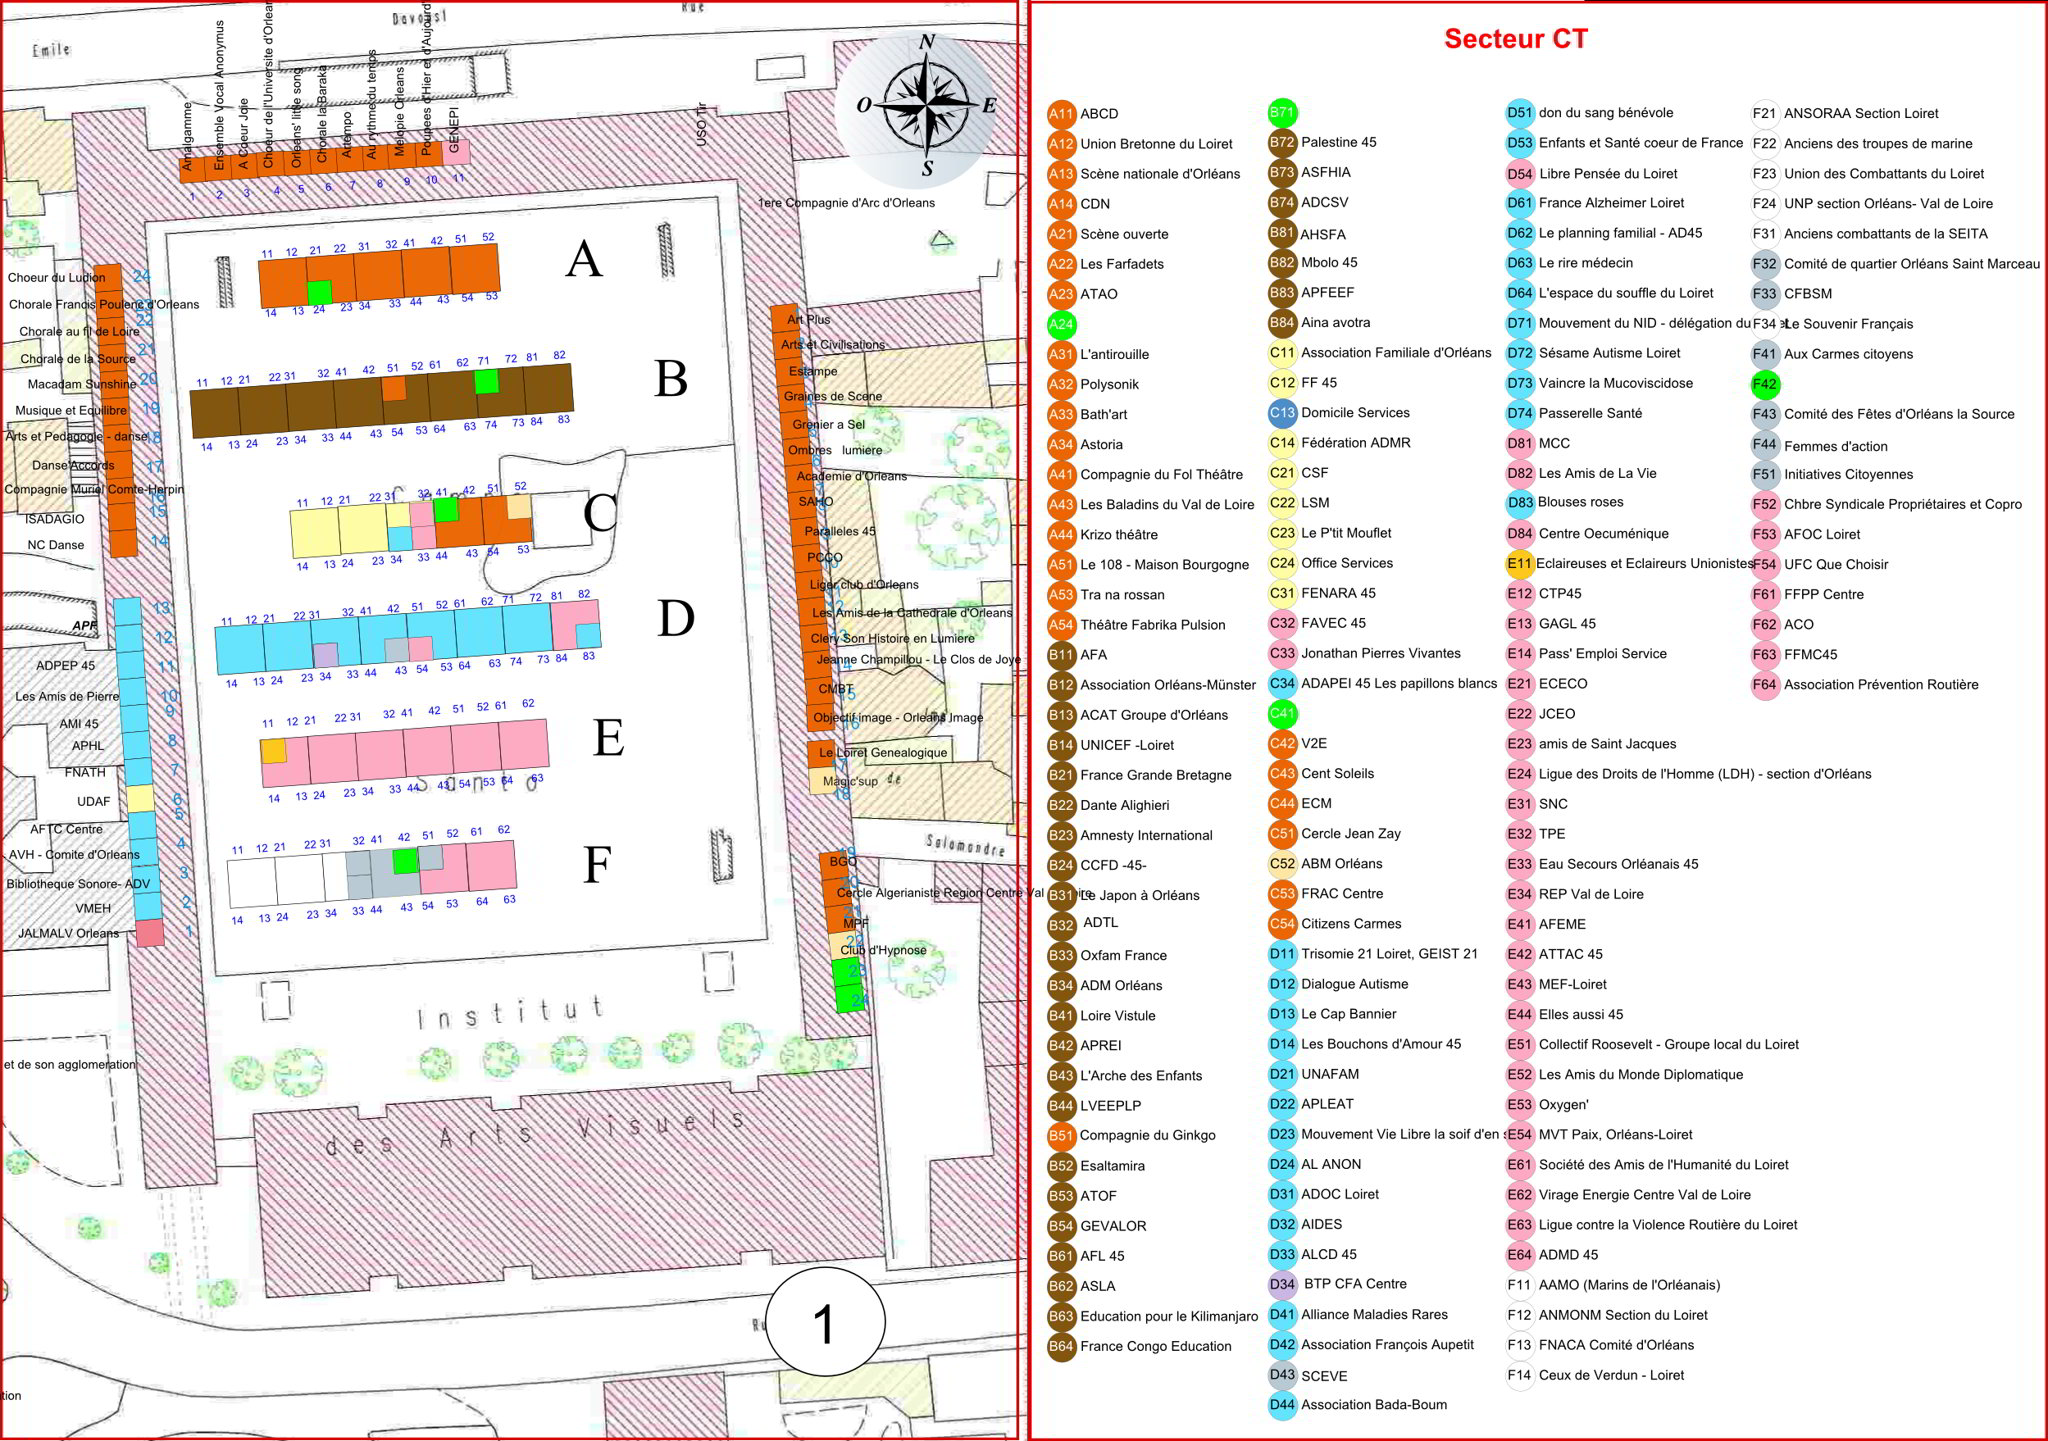 Secteur CT
Emile
Davoust
Rue
N
O
E
S
Amalgamme
Ensemble Vocal Anonymus
A Coeur Joie
Choeur de l'Universite d'Orlean
Orleans' little song
Chorale la Baraka
Artempo
Aurythme du temps
Melopie Orleans
Poupees d'Hier et d'Aujourd'
GENEPI
USO Tir
1 2 3 4 5 6 7 8 9 10 11
1ere Compagnie d'Arc d'Orleans
Choeur du Ludion
Chorale Francis Poulenc d'Orleans
Chorale au fil de Loire
Chorale de la Source
Macadam Sunshine
Musique et Equilibre
Arts et Pedagogie - danse
Danse Accords
Compagnie Muriel Comte-Herpin
ISADAGIO
NC Danse
APF
ADPEP 45
Les Amis de Pierre
AMI 45
APHL
FNATH
UDAF
AFTC Centre
AVH - Comite d'Orleans
Bibliotheque Sonore- ADV
VMEH
JALMALV Orleans
24
23
22
21
20
19
18
17
16
15
14
13
12
11
10
9
8
7
6
5
4
3
2
1
et de son agglomeration
tion
11 12 21 22 31 32 41 42 51 52
A
14 13 24 23 34 33 44 43 54 53
11 12 21 22 31 32 41 42 51 52 61 62 71 72 81 82
B
14 13 24 23 34 33 44 43 54 53 64 63 74 73 84 83
11 12 21 22 31 32 41 42 51 52
C
14 13 24 23 34 33 44 43 54 53
11 12 21 22 31 32 41 42 51 52 61 62 71 72 81 82
D
14 13 24 23 34 33 44 43 54 53 64 63 74 73 84 83
11 12 21 22 31 32 41 42 51 52 61 62
E
14 13 24 23 34 33 44 43 54 53 64 63
Santo
11 12 21 22 31 32 41 42 51 52 61 62
F
14 13 24 23 34 33 44 43 54 53 64 63
Art Plus
Arts et Civilisations
Estampe
Graines de Scene
Grenier a Sel
Ombres lumiere
Academie d'Orleans
SAHO
Paralleles 45
PCCO
Liger club d'Orleans
Les Amis de la Cathedrale d'Orleans
Clery Son Histoire en Lumiere
Jeanne Champillou - Le Clos de Joye
CMBT
Objectif image - Orleans Image
Le Loiret Genealogique
Magic'sup
BGO
Cercle Algerianiste Region Centre Val
MPF
Club d'Hypnose
15
16
17
18
19
21
22
23
24
de
Salamandre
Institut
des Arts Visuels
1
A11 ABCD
A12 Union Bretonne du Loiret
A13 Scène nationale d'Orléans
A14 CDN
A21 Scène ouverte
A22 Les Farfadets
A23 ATAO
A24
A31 L'antirouille
A32 Polysonik
A33 Bath'art
A34 Astoria
A41 Compagnie du Fol Théâtre
A43 Les Baladins du Val de Loire
A44 Krizo théâtre
A51 Le 108 - Maison Bourgogne
A53 Tra na rossan
A54 Théâtre Fabrika Pulsion
B11 AFA
B12 Association Orléans-Münster
B13 ACAT Groupe d'Orléans
B14 UNICEF -Loiret
B21 France Grande Bretagne
B22 Dante Alighieri
B23 Amnesty International
B24 CCFD -45-
B31 Le Japon à Orléans
B32 ADTL
B33 Oxfam France
B34 ADM Orléans
B41 Loire Vistule
B42 APREI
B43 L'Arche des Enfants
B44 LVEEPLP
B51 Compagnie du Ginkgo
B52 Esaltamira
B53 ATOF
B54 GEVALOR
B61 AFL 45
B62 ASLA
B63 Education pour le Kilimanjaro
B64 France Congo Education
B71
B72 Palestine 45
B73 ASFHIA
B74 ADCSV
B81 AHSFA
B82 Mbolo 45
B83 APFEEF
B84 Aina avotra
C11 Association Familiale d'Orléans
C12 FF 45
C13 Domicile Services
C14 Fédération ADMR
C21 CSF
C22 LSM
C23 Le P'tit Mouflet
C24 Office Services
C31 FENARA 45
C32 FAVEC 45
C33 Jonathan Pierres Vivantes
C34 ADAPEI 45 Les papillons blancs
C41
C42 V2E
C43 Cent Soleils
C44 ECM
C51 Cercle Jean Zay
C52 ABM Orléans
C53 FRAC Centre
C54 Citizens Carmes
D11 Trisomie 21 Loiret, GEIST 21
D12 Dialogue Autisme
D13 Le Cap Bannier
D14 Les Bouchons d'Amour 45
D21 UNAFAM
D22 APLEAT
D23 Mouvement Vie Libre la soif d'en s
D24 AL ANON
D31 ADOC Loiret
D32 AIDES
D33 ALCD 45
D34 BTP CFA Centre
D41 Alliance Maladies Rares
D42 Association François Aupetit
D43 SCEVE
D44 Association Bada-Boum
D51 don du sang bénévole
D53 Enfants et Santé coeur de France
D54 Libre Pensée du Loiret
D61 France Alzheimer Loiret
D62 Le planning familial - AD45
D63 Le rire médecin
D64 L'espace du souffle du Loiret
D71 Mouvement du NID - délégation du
D72 Sésame Autisme Loiret
D73 Vaincre la Mucoviscidose
D74 Passerelle Santé
D81 MCC
D82 Les Amis de La Vie
D83 Blouses roses
D84 Centre Oecuménique
E11 Eclaireuses et Eclaireurs Unionistes
E12 CTP45
E13 GAGL 45
E14 Pass' Emploi Service
E21 ECECO
E22 JCEO
E23 amis de Saint Jacques
E24 Ligue des Droits de l'Homme (LDH) - section d'Orléans
E31 SNC
E32 TPE
E33 Eau Secours Orléanais 45
E34 REP Val de Loire
E41 AFEME
E42 ATTAC 45
E43 MEF-Loiret
E44 Elles aussi 45
E51 Collectif Roosevelt - Groupe local du Loiret
E52 Les Amis du Monde Diplomatique
E53 Oxygen'
E54 MVT Paix, Orléans-Loiret
E61 Société des Amis de l'Humanité du Loiret
E62 Virage Energie Centre Val de Loire
E63 Ligue contre la Violence Routière du Loiret
E64 ADMD 45
F11 AAMO (Marins de l'Orléanais)
F12 ANMONM Section du Loiret
F13 FNACA Comité d'Orléans
F14 Ceux de Verdun - Loiret
F21 ANSORAA Section Loiret
F22 Anciens des troupes de marine
F23 Union des Combattants du Loiret
F24 UNP section Orléans- Val de Loire
F31 Anciens combattants de la SEITA
F32 Comité de quartier Orléans Saint Marceau
F33 CFBSM
F34 Le Souvenir Français
F41 Aux Carmes citoyens
F42
F43 Comité des Fêtes d'Orléans la Source
F44 Femmes d'action
F51 Initiatives Citoyennes
F52 Chbre Syndicale Propriétaires et Copro
F53 AFOC Loiret
F54 UFC Que Choisir
F61 FFPP Centre
F62 ACO
F63 FFMC45
F64 Association Prévention Routière